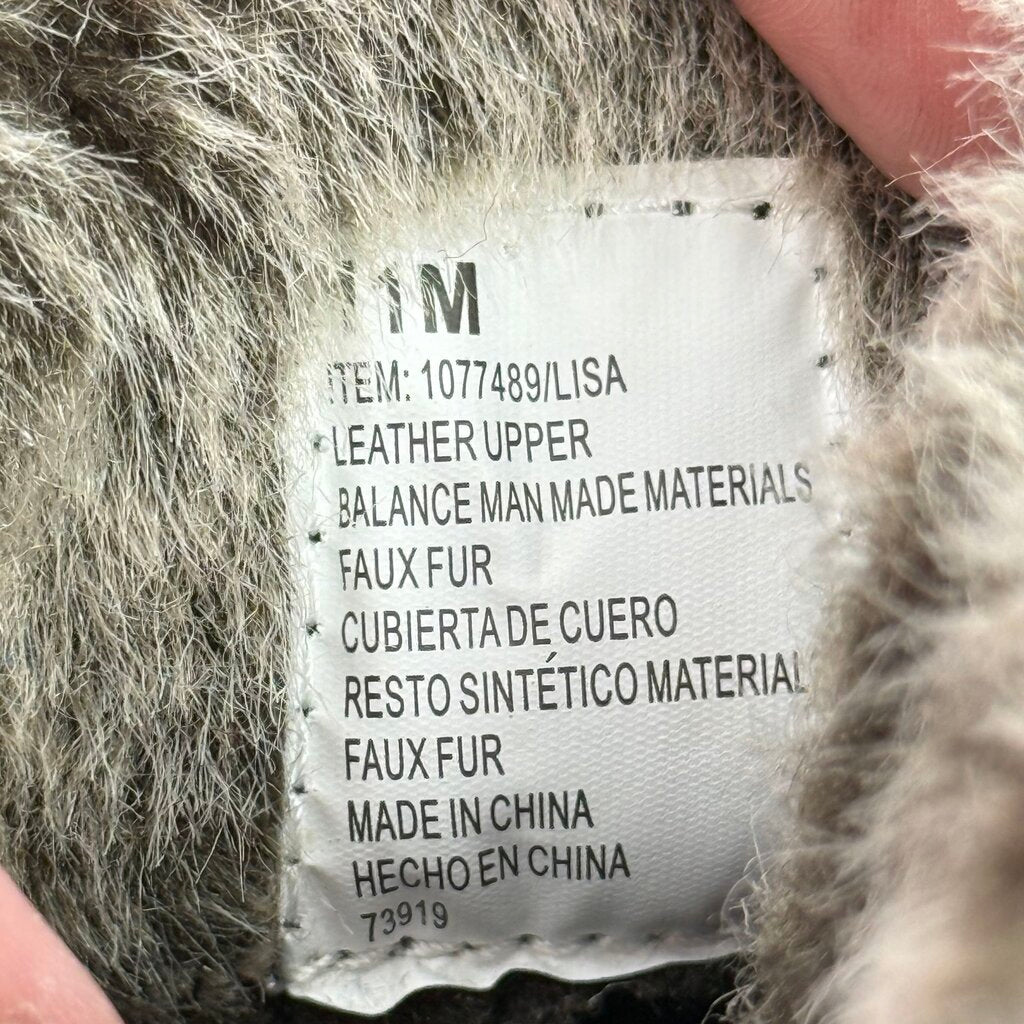 11M
ITEM: 1077489/LISA
LEATHER UPPER
BALANCE MAN MADE MATERIALS
FAUX FUR
CUBIERTA DE CUERO
RESTO SINTÉTICO MATERIAL
FAUX FUR
MADE IN CHINA
HECHO EN CHINA
73919